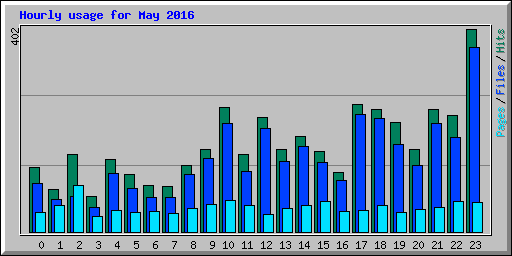 Hourly usage for May 2016
402
Pages / Files / Hits
0 1 2 3 4 5 6 7 8 9 10 11 12 13 14 15 16 17 18 19 20 21 22 23